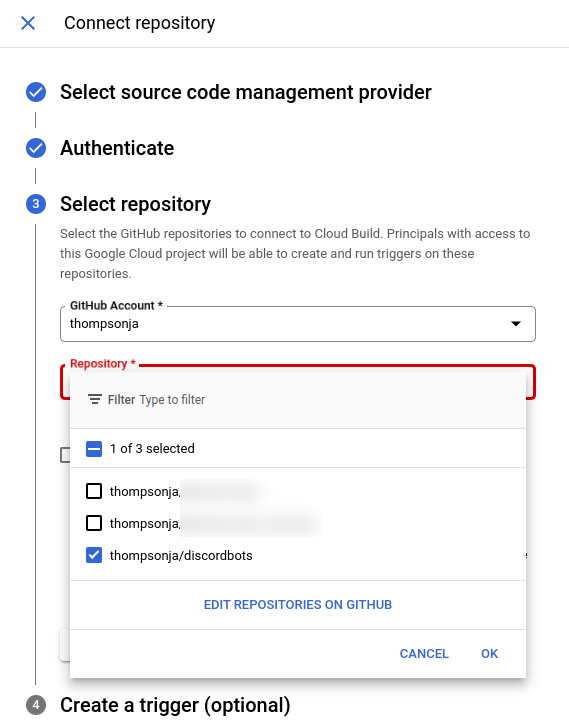 Connect repository
Select source code management provider
Authenticate
3 Select repository
Select the GitHub repositories to connect to Cloud Build. Principals with access to
this Google Cloud project will be able to create and run triggers on these
repositories.
GitHub Account *
thompsonja
Repository *
Filter Type to filter
1 of 3 selected
thompsonja/
thompsonja/
thompsonja/discordbots
EDIT REPOSITORIES ON GITHUB
CANCEL OK
4 Create a trigger (optional)